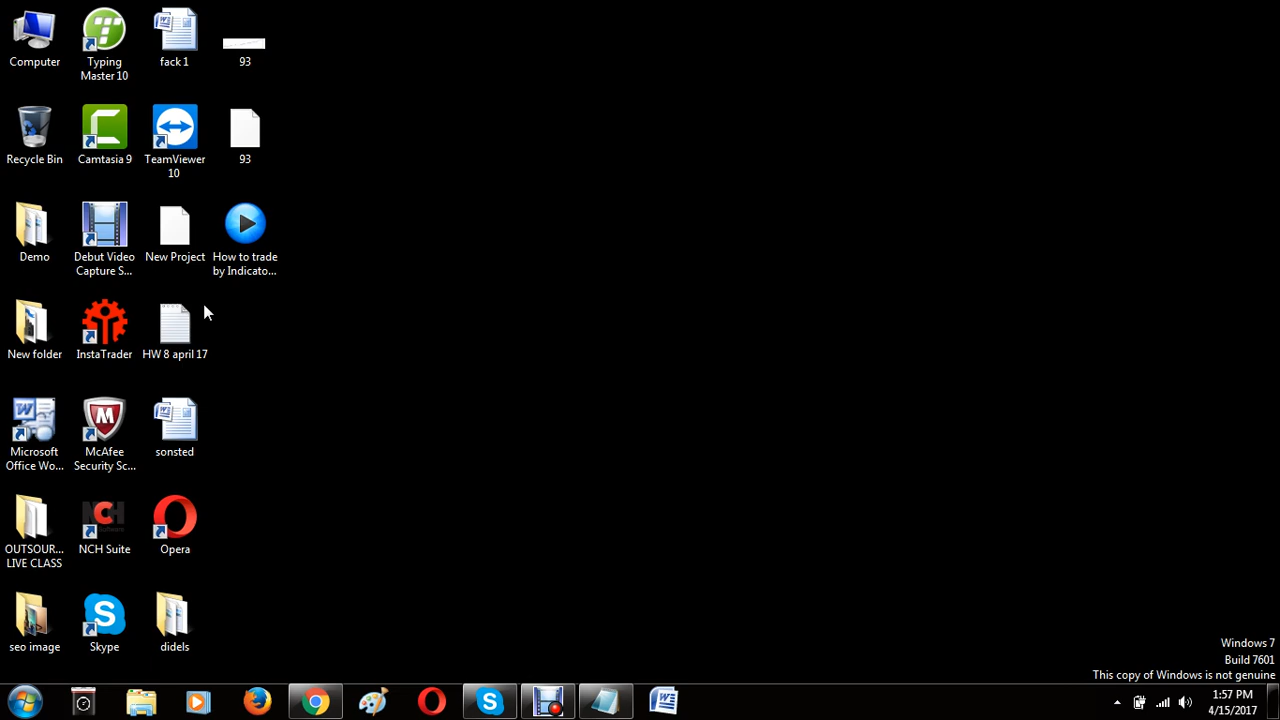 Computer
Typing
Master 10
fack 1
93
Recycle Bin
Camtasia 9
TeamViewer
10
93
Demo
Debut Video
Capture S...
New Project
How to trade
by Indicato...
New folder
InstaTrader
HW 8 april 17
Microsoft
Office Wo...
McAfee
Security Sc...
sonsted
OUTSOUR...
LIVE CLASS
NCH Suite
Opera
seo image
Skype
didels
Windows 7
Build 7601
This copy of Windows is not genuine
1:57 PM
4/15/2017